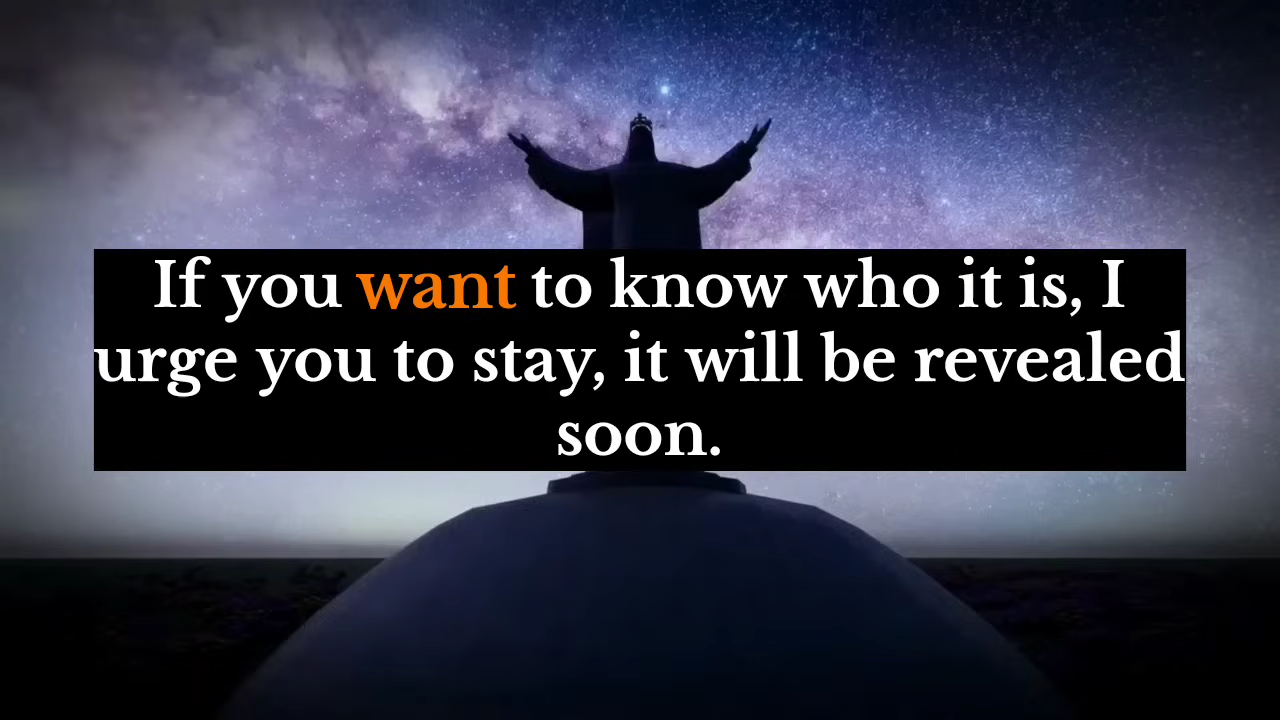 If you want to know who it is, I
urge you to stay, it will be revealed
soon.